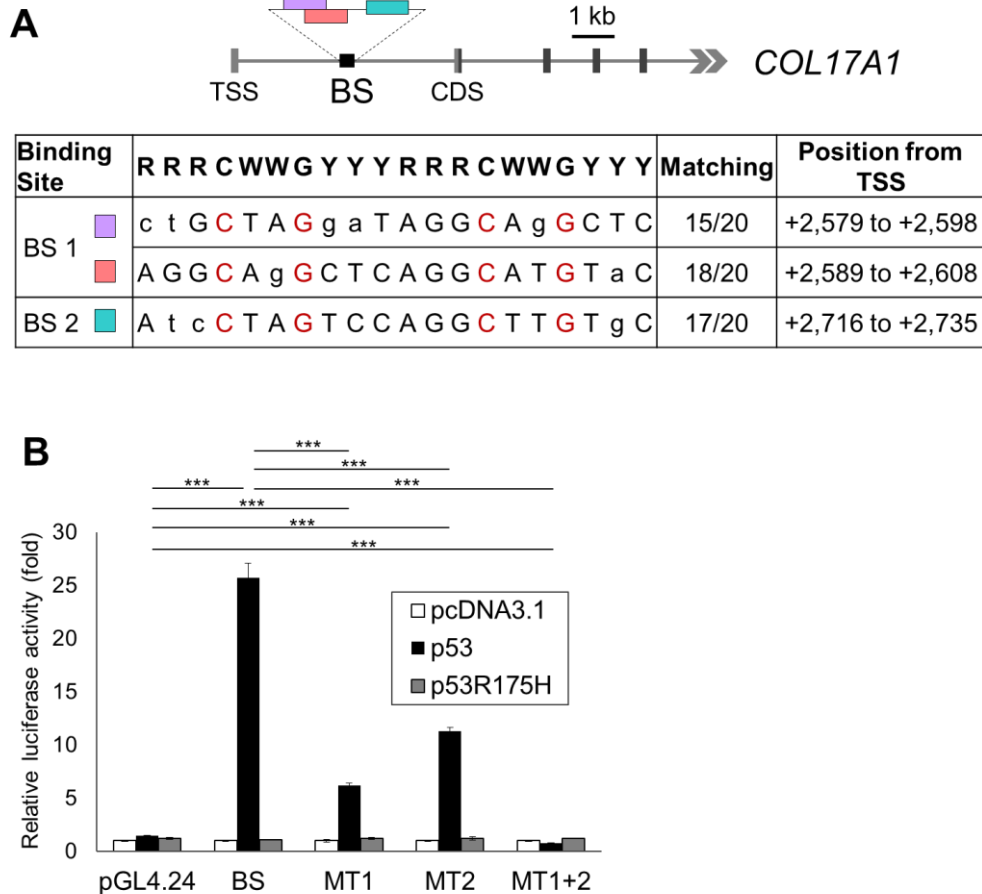 A
1 kb
COL17A1
TSS
BS
CDS
Binding Site R R R C W W G Y Y Y R R R C W W G Y Y Y Matching Position from TSS
BS 1 c t G C T A G g a T A G G C A g G C T C 15/20 +2,579 to +2,598
A G G C A g G C T C A G G C A T G T a C 18/20 +2,589 to +2,608
BS 2 A t c C T A G T C C A G G C T T G T g C 17/20 +2,716 to +2,735
B
***
***
***
***
***
***
***
Relative luciferase activity (fold)
30
25
20
15
10
5
0
pcDNA3.1
p53
p53R175H
pGL4.24 BS MT1 MT2 MT1+2